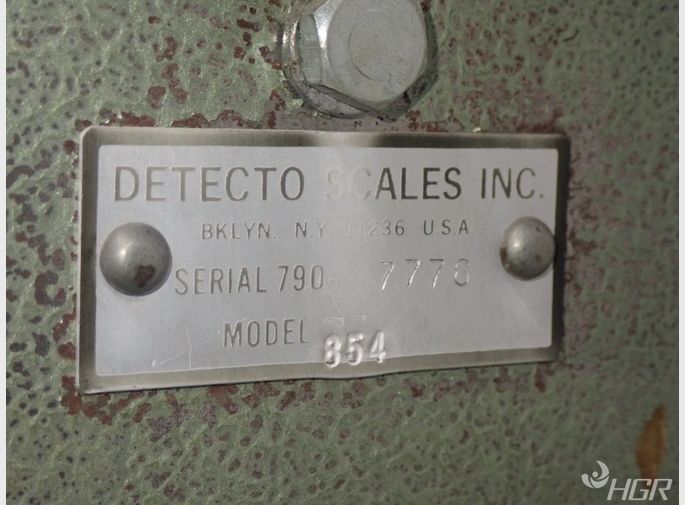 DETECTO SCALES INC.
BKLYN. N.Y. 11236 U.S.A
SERIAL 790- 7776
MODEL 854
HGR